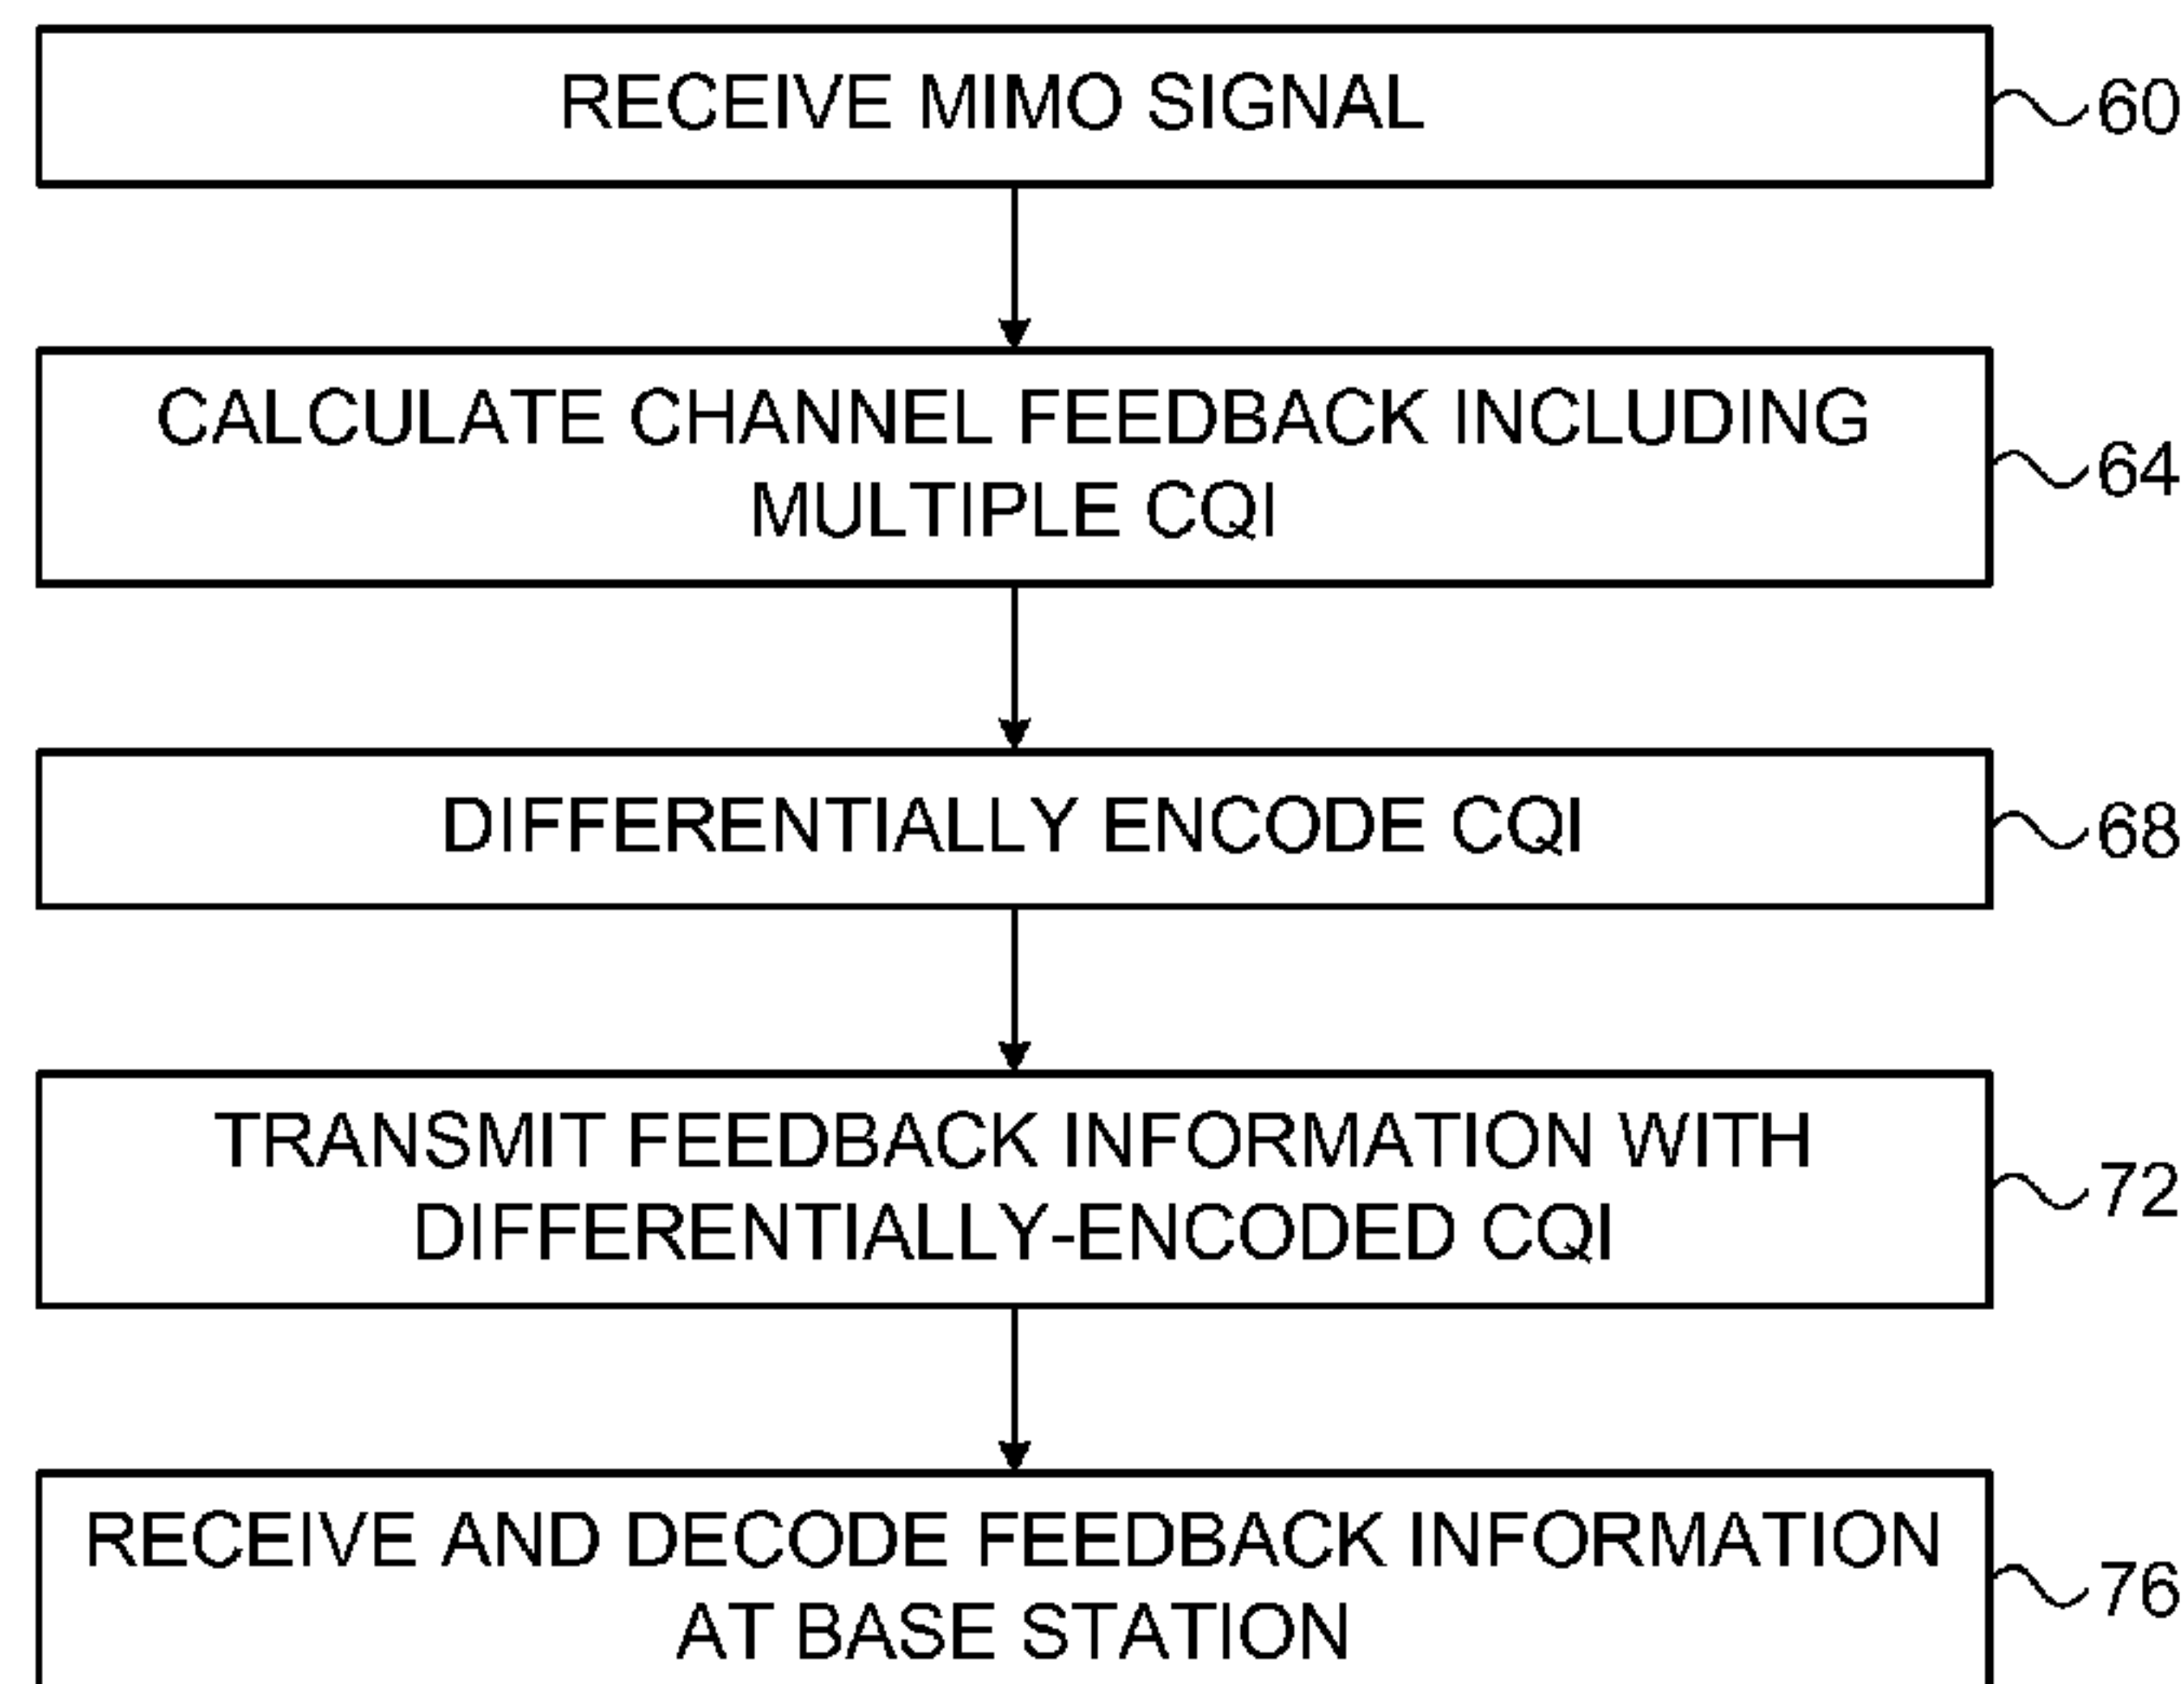 RECEIVE MIMO SIGNAL
60
CALCULATE CHANNEL FEEDBACK INCLUDING
MULTIPLE CQI
64
DIFFERENTIALLY ENCODE CQI
68
TRANSMIT FEEDBACK INFORMATION WITH
DIFFERENTIALLY-ENCODED CQI
72
RECEIVE AND DECODE FEEDBACK INFORMATION
AT BASE STATION
76